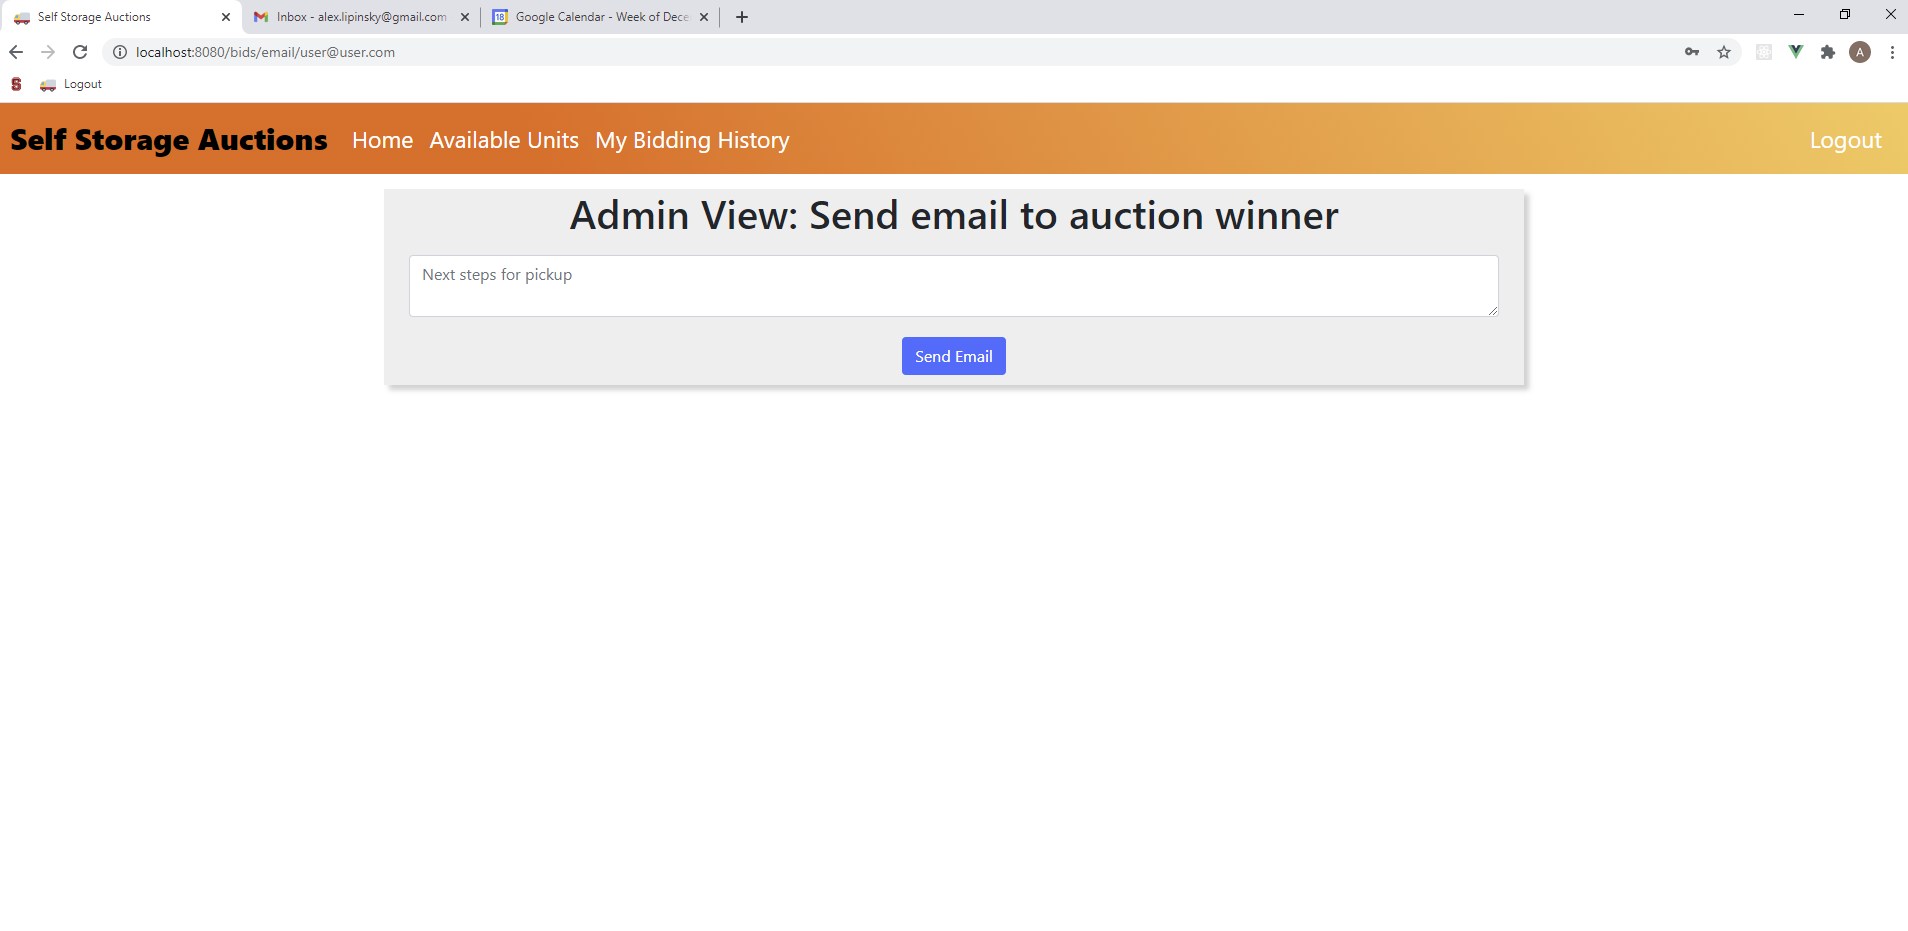 Self Storage Auctions
Inbox - alex.lipinsky@gmail.com
18
Google Calendar - Week of Dece
localhost:8080/bids/email/user@user.com
A
S
Logout
Self Storage Auctions
Home
Available Units
My Bidding History
Logout
Admin View: Send email to auction winner
Next steps for pickup
Send Email